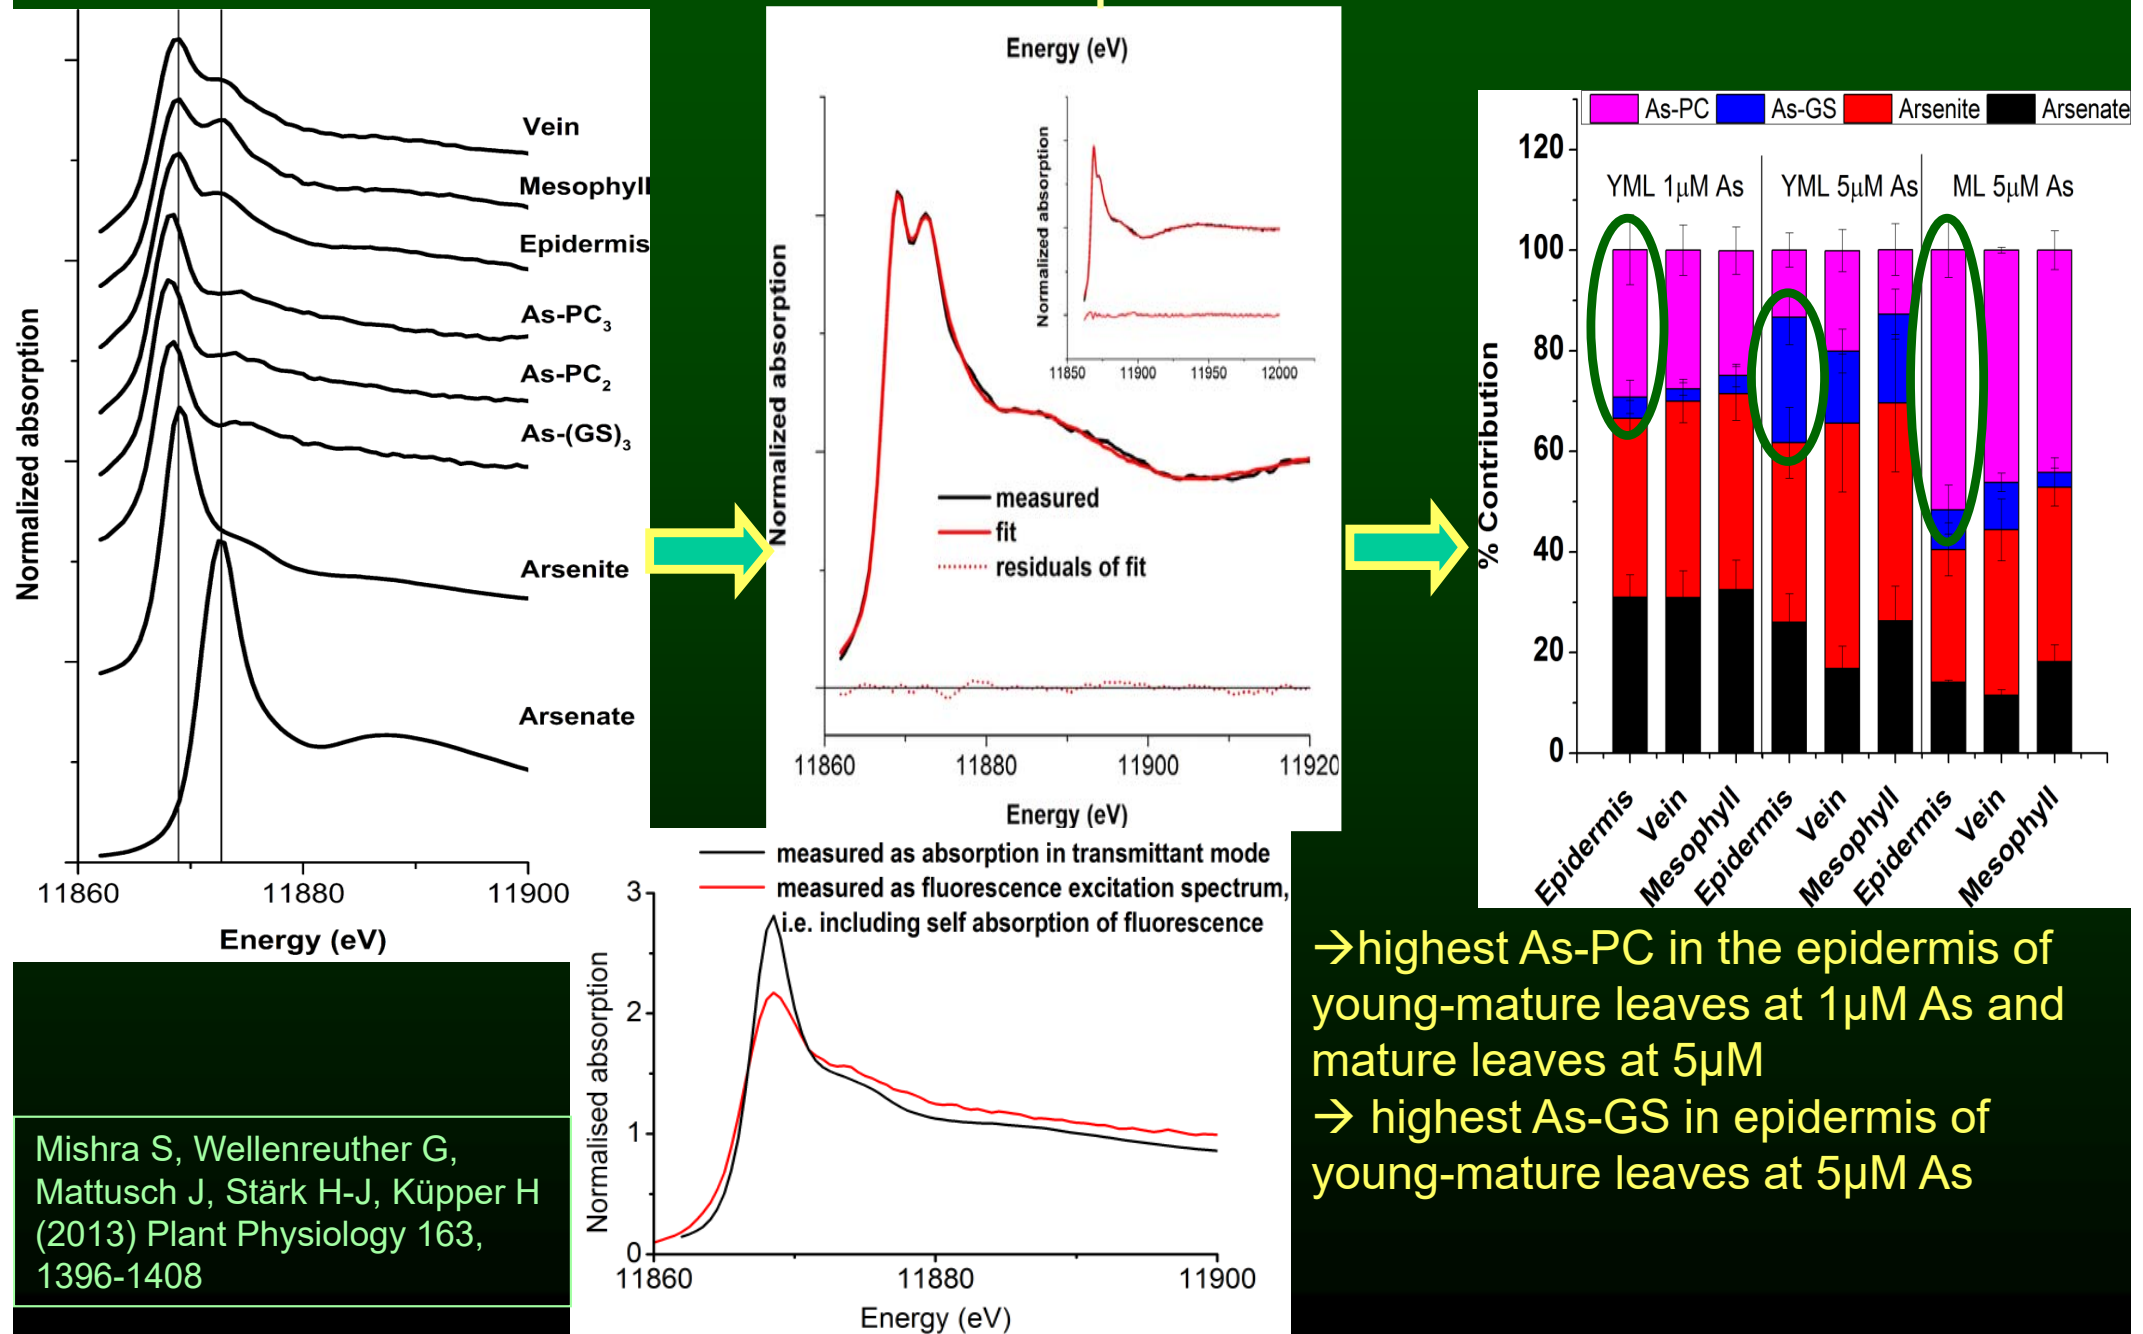 Normalized absorption
Vein
Mesophyll
Epidermis
As-PC3
As-PC2
As-(GS)3
Arsenite
Arsenate
11860 11880 11900
Energy (eV)
Energy (eV)
Normalized absorption
Normalized absorption
11850 11900 11950 12000
measured
fit
residuals of fit
11860 11880 11900 11920
Energy (eV)
As-PC As-GS Arsenite Arsenate
% Contribution
120
100
80
60
40
20
0
YML 1µM As YML 5µM As ML 5µM As
Epidermis
Vein
Mesophyll
Epidermis
Vein
Mesophyll
Epidermis
Vein
Mesophyll
measured as absorption in transmittant mode
measured as fluorescence excitation spectrum,
i.e. including self absorption of fluorescence
Normalised absorption
3
2
1
0
11860 11880 11900
Energy (eV)
→highest As-PC in the epidermis of
young-mature leaves at 1µM As and
mature leaves at 5µM
→ highest As-GS in epidermis of
young-mature leaves at 5µM As
Mishra S, Wellenreuther G,
Mattusch J, Stärk H-J, Küpper H
(2013) Plant Physiology 163,
1396-1408